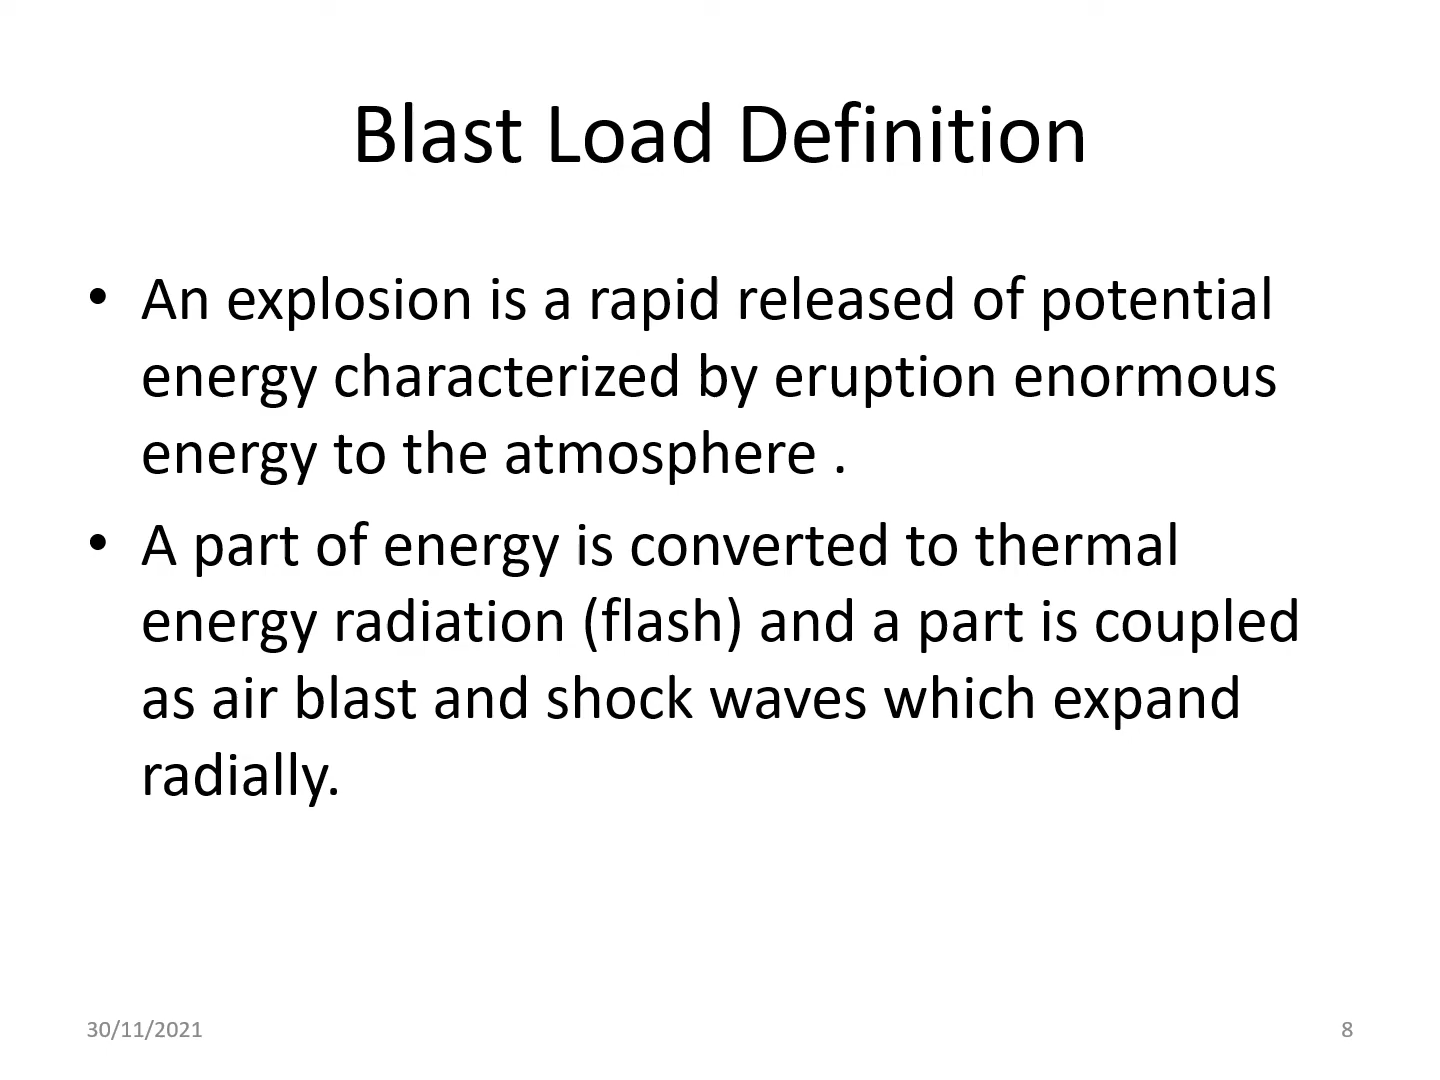 Blast Load Definition
• An explosion is a rapid released of potential
energy characterized by eruption enormous
energy to the atmosphere .
• A part of energy is converted to thermal
energy radiation (flash) and a part is coupled
as air blast and shock waves which expand
radially.
30/11/2021
8